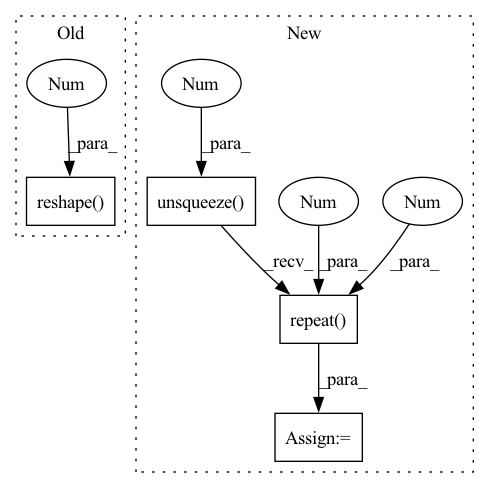 Old
New
Num
Num
_para_
_para_
reshape()
unsqueeze()
Num
Num
_recv_
_para_
_para_
repeat()
_para_
Assign:=